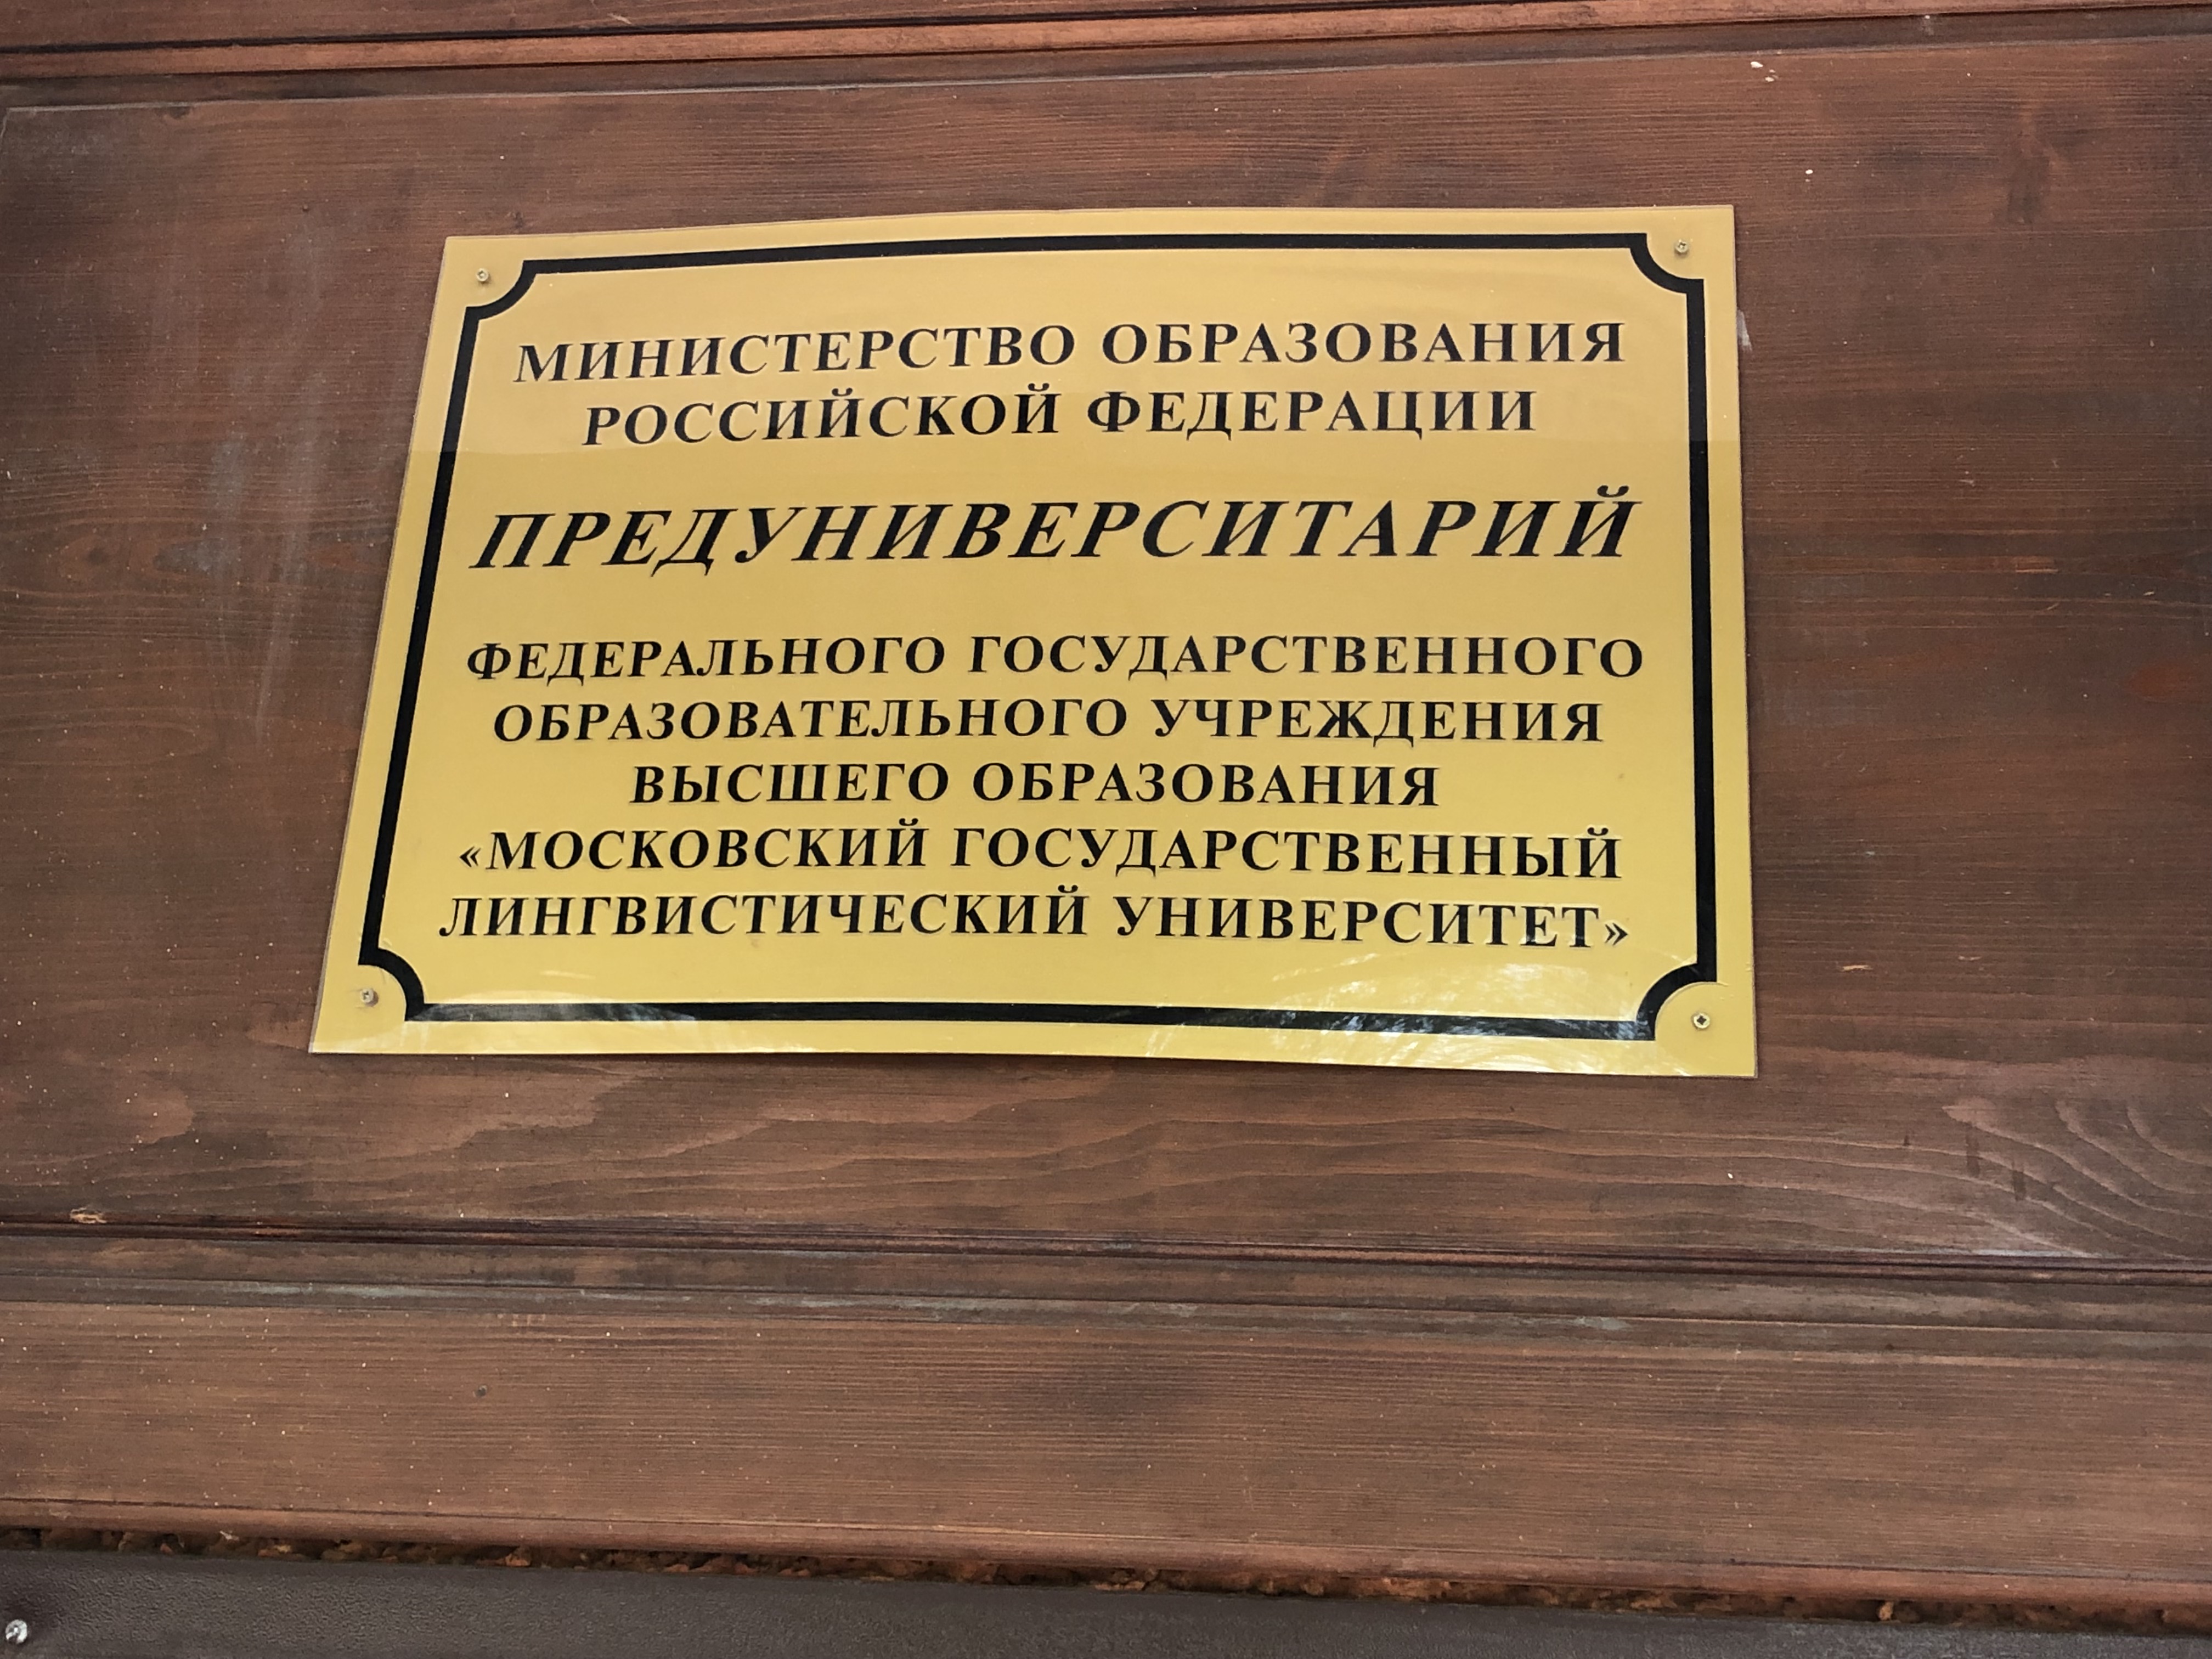 МИНИСТЕРСТВО ОБРАЗОВАНИЯ
РОССИЙСКОЙ ФЕДЕРАЦИИ
ПРЕДУНИВЕРСИТАРИЙ
ФЕДЕРАЛЬНОГО ГОСУДАРСТВЕННОГО
ОБРАЗОВАТЕЛЬНОГО УЧРЕЖДЕНИЯ
ВЫСШЕГО ОБРАЗОВАНИЯ
«МОСКОВСКИЙ ГОСУДАРСТВЕННЫЙ
ЛИНГВИСТИЧЕСКИЙ УНИВЕРСИТЕТ»